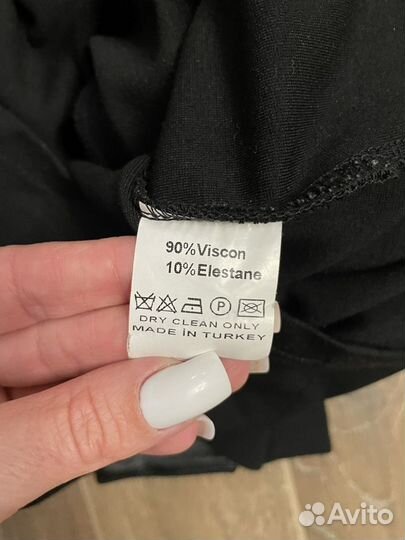 90%Viscon
10%Elestane
P
DRY CLEAN ONLY
MADE IN TURKEY
Avito